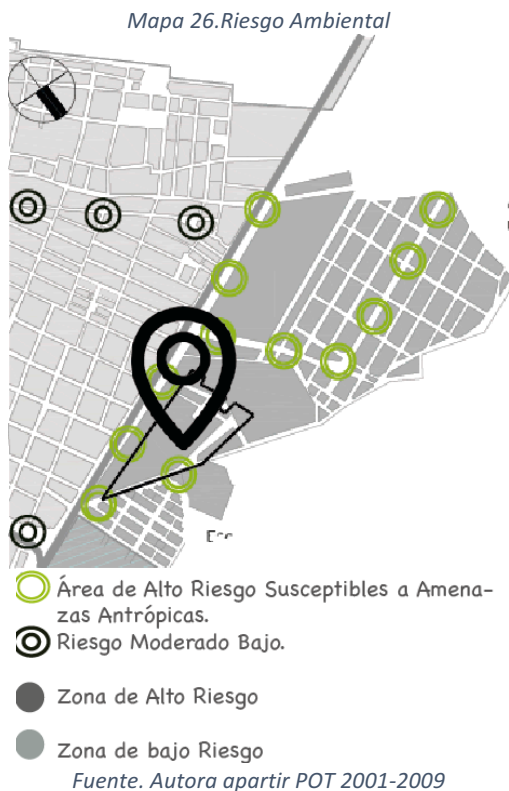 Mapa 26.Riesgo Ambiental
Área de Alto Riesgo Susceptibles a Amena-
zas Antrópicas.
Riesgo Moderado Bajo.
Zona de Alto Riesgo
Zona de bajo Riesgo
Fuente. Autora apartir POT 2001-2009